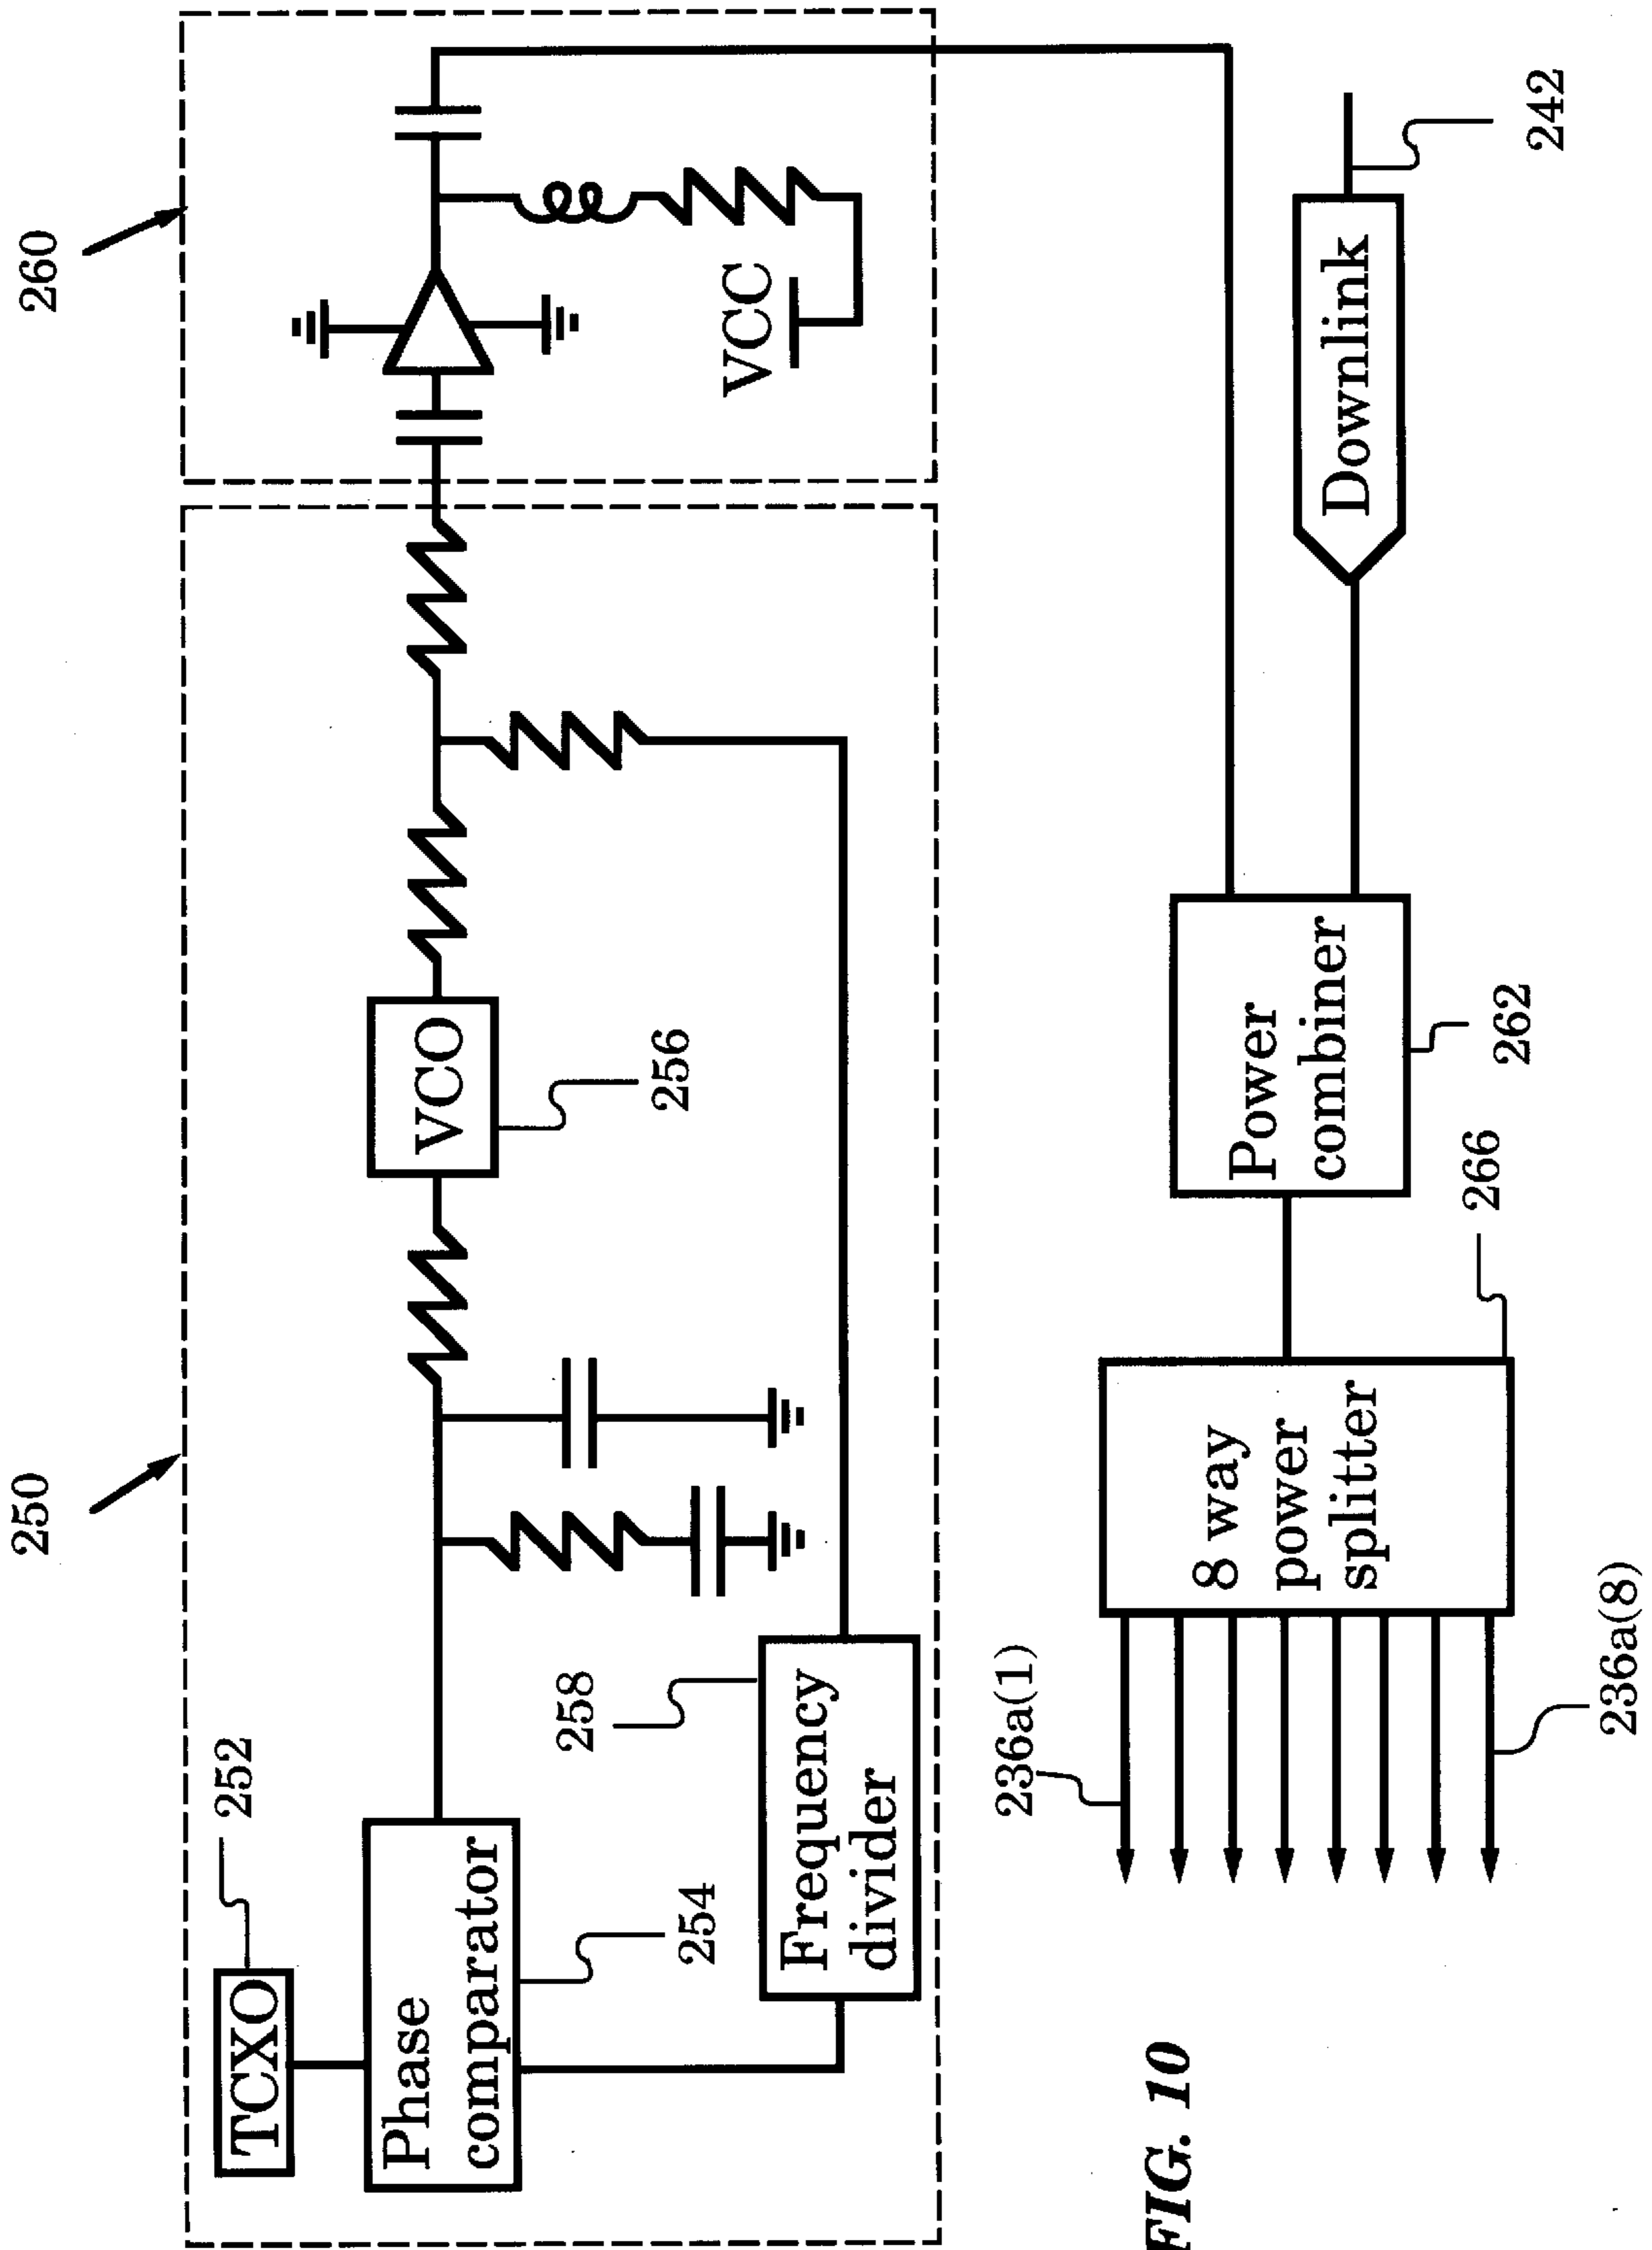 250
260
252
TCXO
Phase
comparator
254
VCO
256
258
Frequency
divider
VCC
236a(1)
236a(8)
8 way
power
splitter
266
Power
combiner
262
Downlink
242
FIG. 10